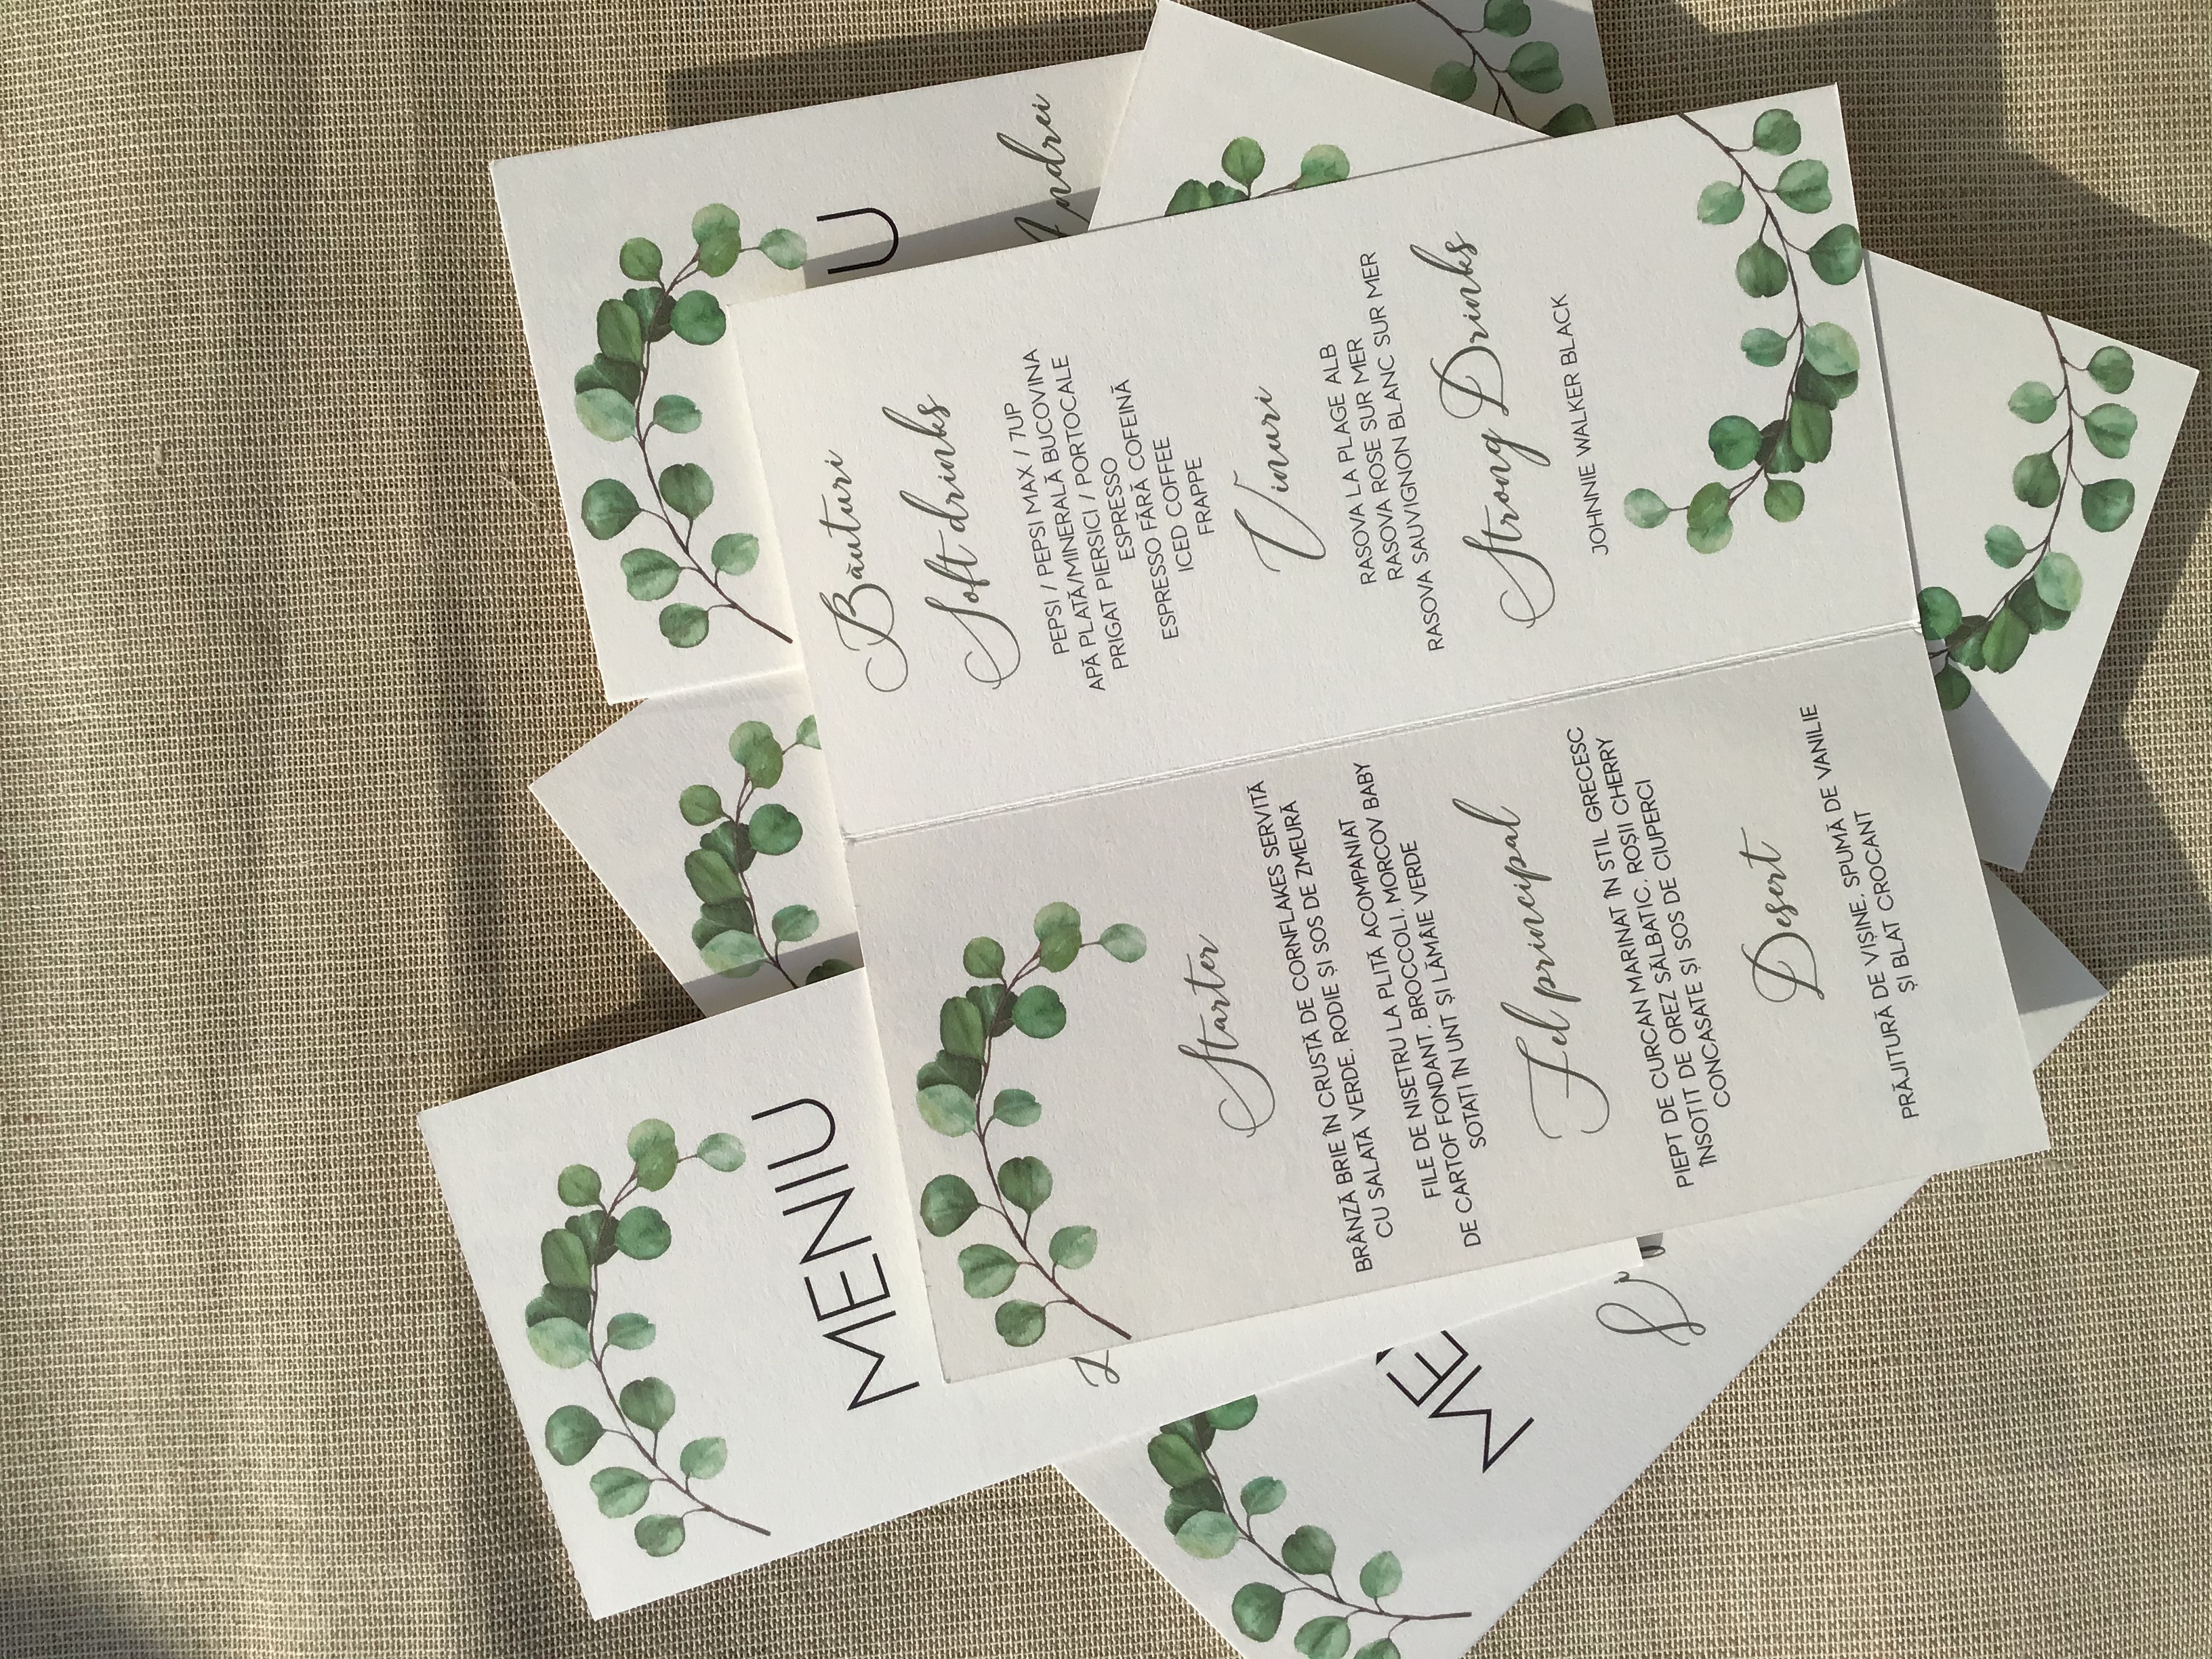 MENIU
U
Andrei
Starter
BRÂNZĂ BRIE ÎN CRUSTĂ DE CORNFLAKES SERVITĂ
CU SALATĂ VERDE, RODIE ȘI SOS DE ZMEURĂ
FILE DE NISETRU LA PLITĂ ACOMPANIAT
DE CARTOF FONDANT, BROCCOLI, MORCOV BABY
SOTAȚI ÎN UNT ȘI LĂMÂIE VERDE
Fel principal
PIEPT DE CURCAN MARINAT ÎN STIL GRECESC
ÎNSOȚIT DE OREZ SĂLBATIC, ROȘII CHERRY
CONCASATE ȘI SOS DE CIUPERCI
Desert
PRĂJITURĂ DE VIȘINE, SPUMĂ DE VANILIE
ȘI BLAT CROCANT
Băuturi
Soft drinks
PEPSI / PEPSI MAX / 7UP
APĂ PLATĂ/MINERALĂ BUCOVINA
PRIGAT PIERSICI / PORTOCALE
ESPRESSO
ESPRESSO FĂRĂ COFEINĂ
ICED COFFEE
FRAPPE
Vinuri
RASOVA LA PLAGE ALB
RASOVA ROSE SUR MER
RASOVA SAUVIGNON BLANC SUR MER
Strong Drinks
JOHNNIE WALKER BLACK
ME
Li